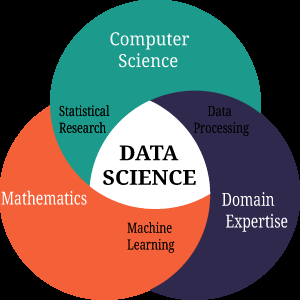 Computer
Science
Statistical
Research
Data
Processing
DATA
SCIENCE
Mathematics
Domain
Expertise
Machine
Learning